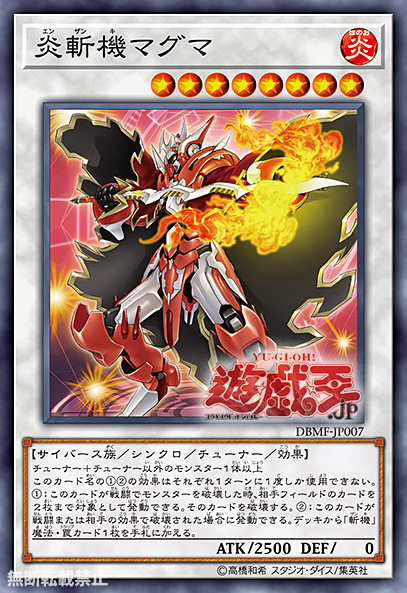 炎斬機マグマ
炎
YU-GI-OH!
遊戯王
.JP
DBMF-JP007
【サイバース族／シンクロ／チューナー／効果】
チューナー＋チューナー以外のモンスター1体以上
このカード名の①②の効果はそれぞれ1ターンに1度しか使用できない。
①：このカードが戦闘でモンスターを破壊した時、相手フィールドのカードを
2枚まで対象として発動できる。そのカードを破壊する。②：このカードが
戦闘または相手の効果で破壊された場合に発動できる。デッキから「斬機」
魔法・罠カード1枚を手札に加える。
ATK/2500 DEF/ 0
無断転載禁止
©高橋和希 スタジオ・ダイス/集英社